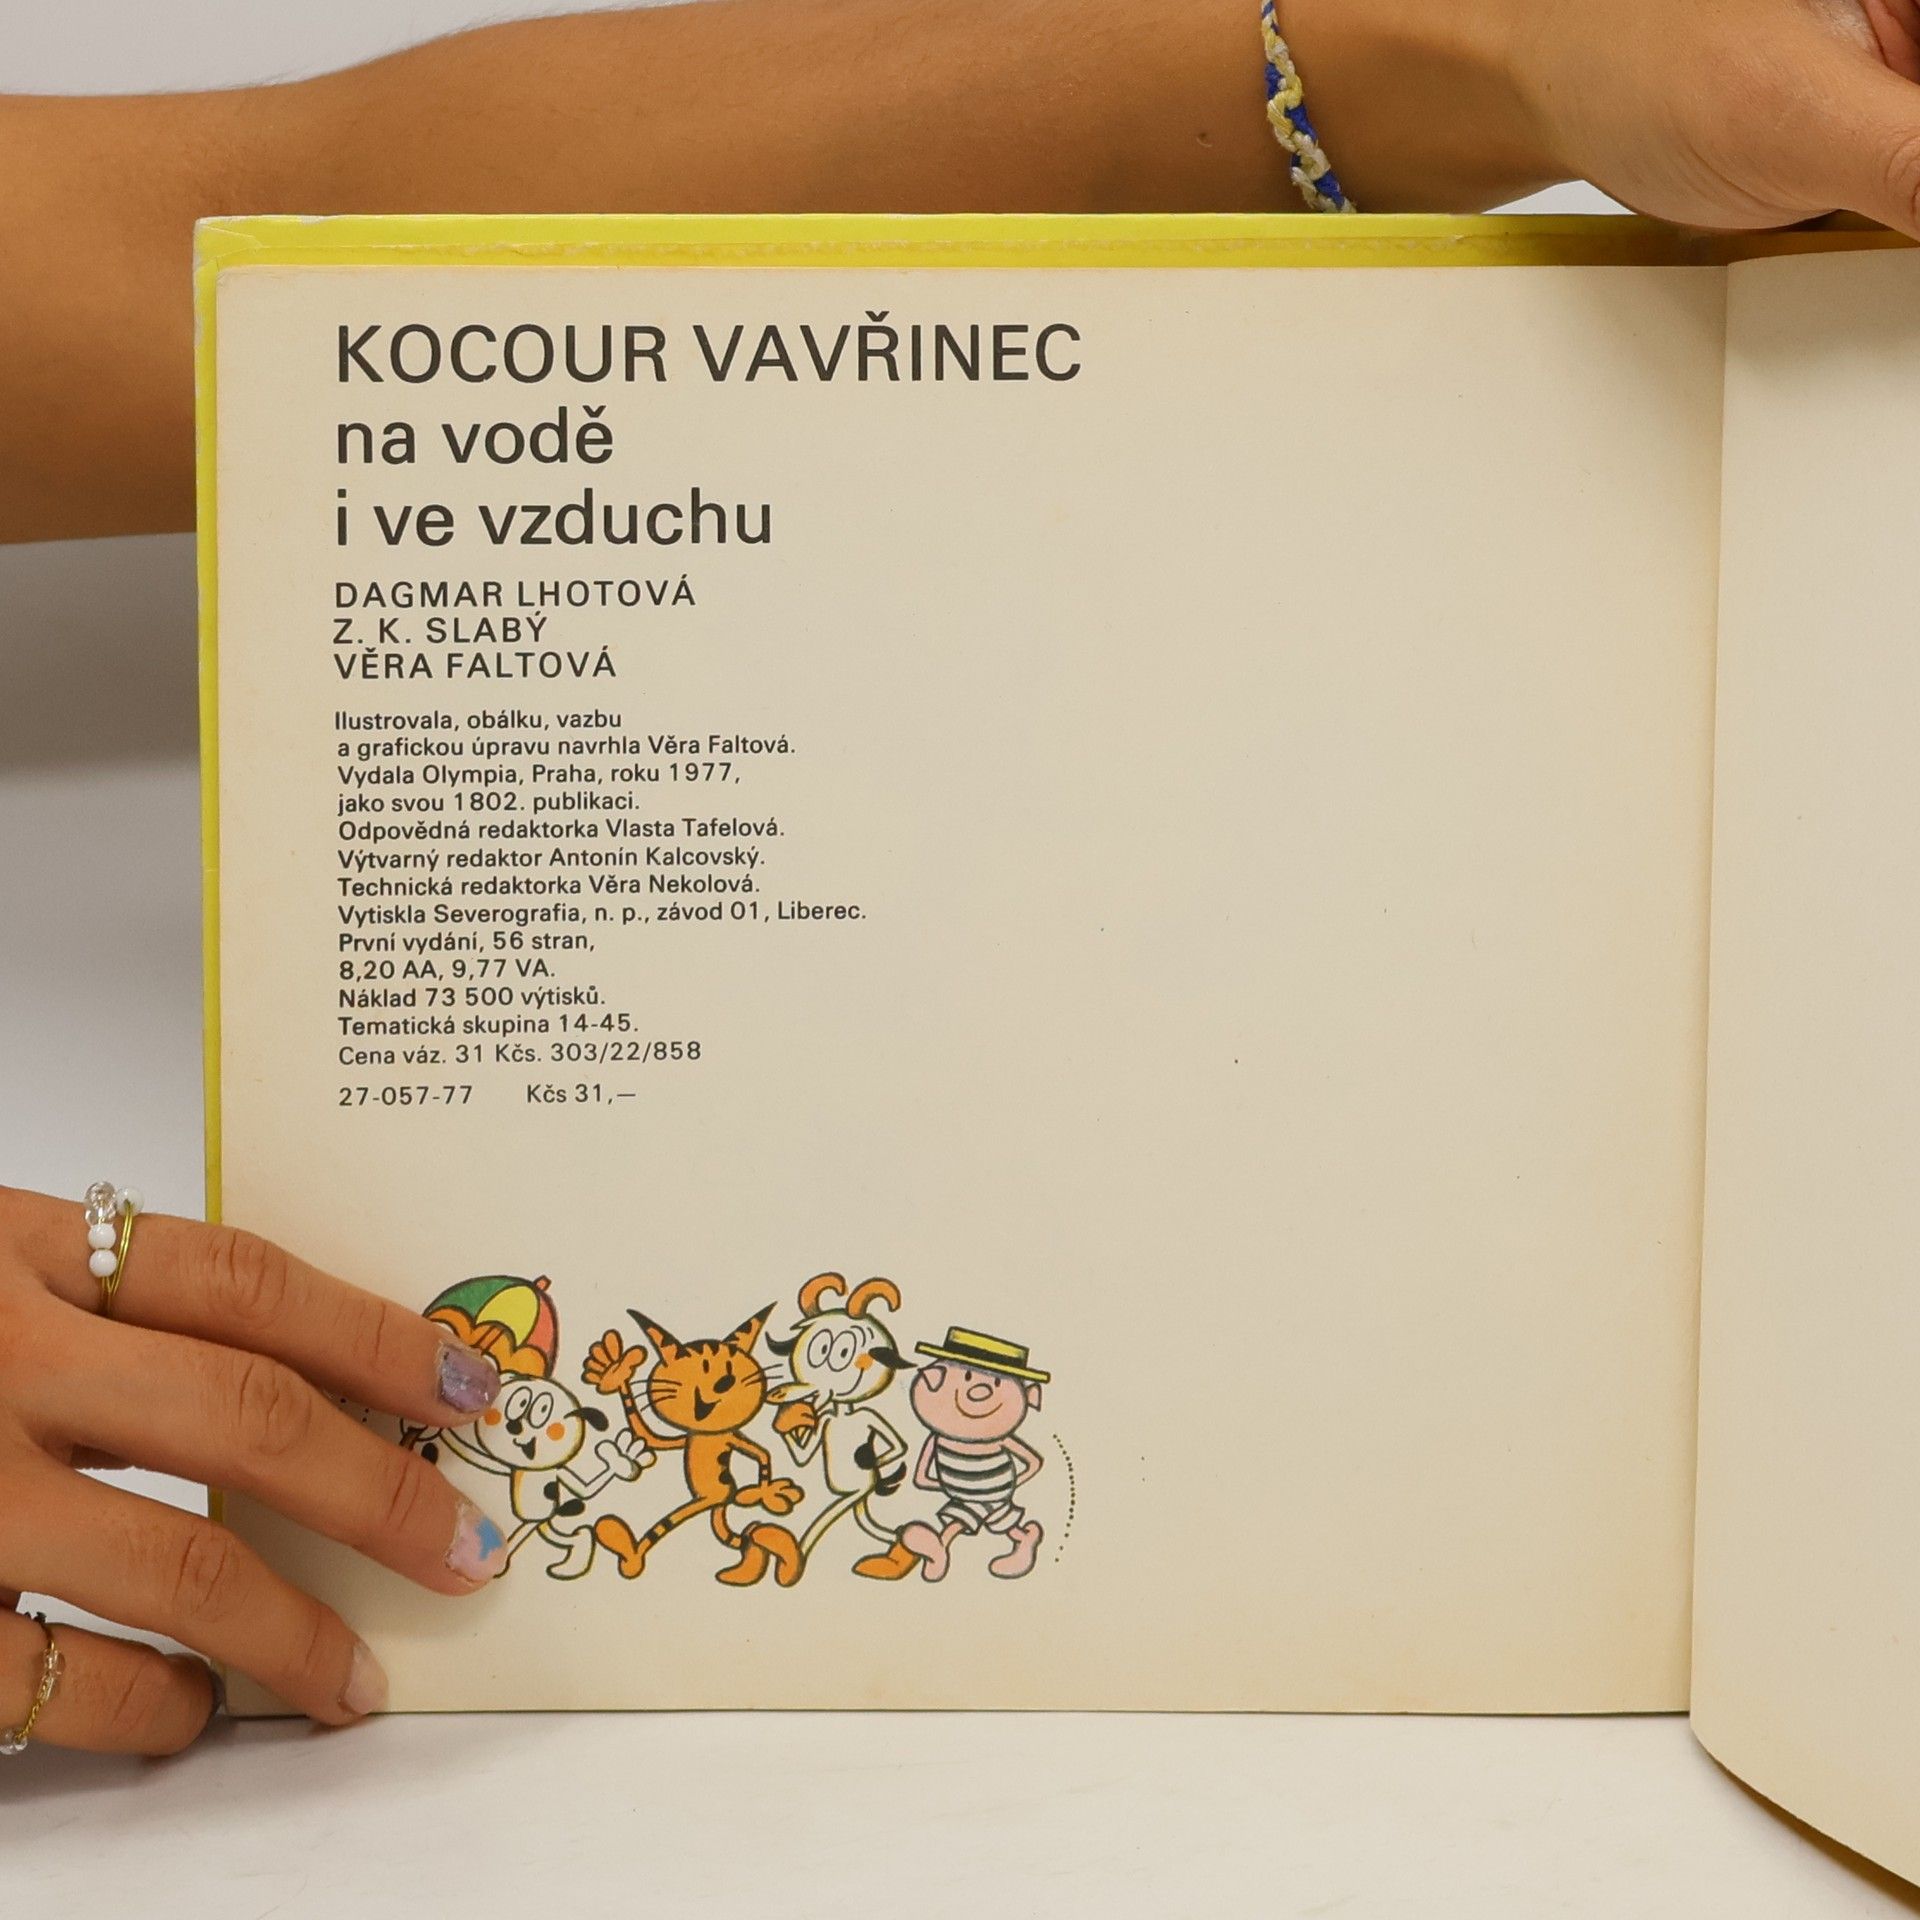 KOCOUR VAVŘINEC
na vodě
i ve vzduchu
DAGMAR LHOTOVÁ
Z. K. SLABÝ
VĚRA FALTOVÁ
Ilustrovala, obálku, vazbu
a grafickou úpravu navrhla Věra Faltová.
Vydala Olympia, Praha, roku 1977,
jako svou 1802. publikaci.
Odpovědná redaktorka Vlasta Tafelová.
Výtvarný redaktor Antonín Kalcovský.
Technická redaktorka Věra Nekolová.
Vytiskla Severografia, n. p., závod 01, Liberec.
První vydání, 56 stran,
8,20 AA, 9,77 VA.
Náklad 73 500 výtisků.
Tematická skupina 14-45.
Cena váz. 31 Kčs. 303/22/858
27-057-77 Kčs 31,—